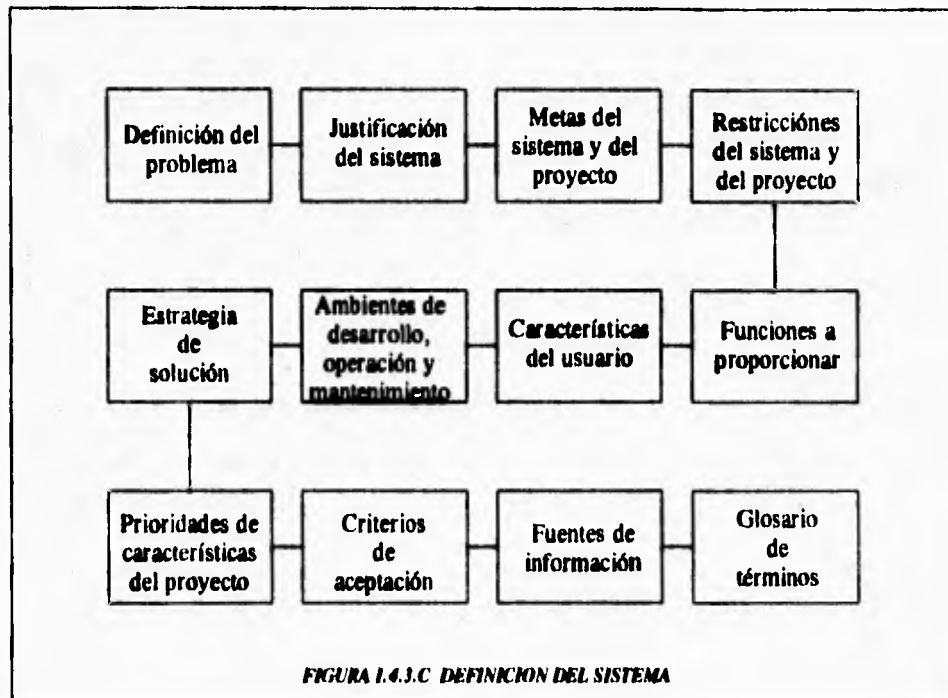 Definición del
problema
Justificación
del sistema
Metas del
sistema y del
proyecto
Restricciónes
del sistema y
del proyecto
Estrategia
de
solución
Ambientes de
desarrollo,
operación y
mantenimiento
Características
del usuario
Funciones a
proporcionar
Prioridades de
características
del proyecto
Criterios
de
aceptación
Fuentes de
información
Glosario
de
términos
FIGURA 1.4.3.C DEFINICION DEL SISTEMA